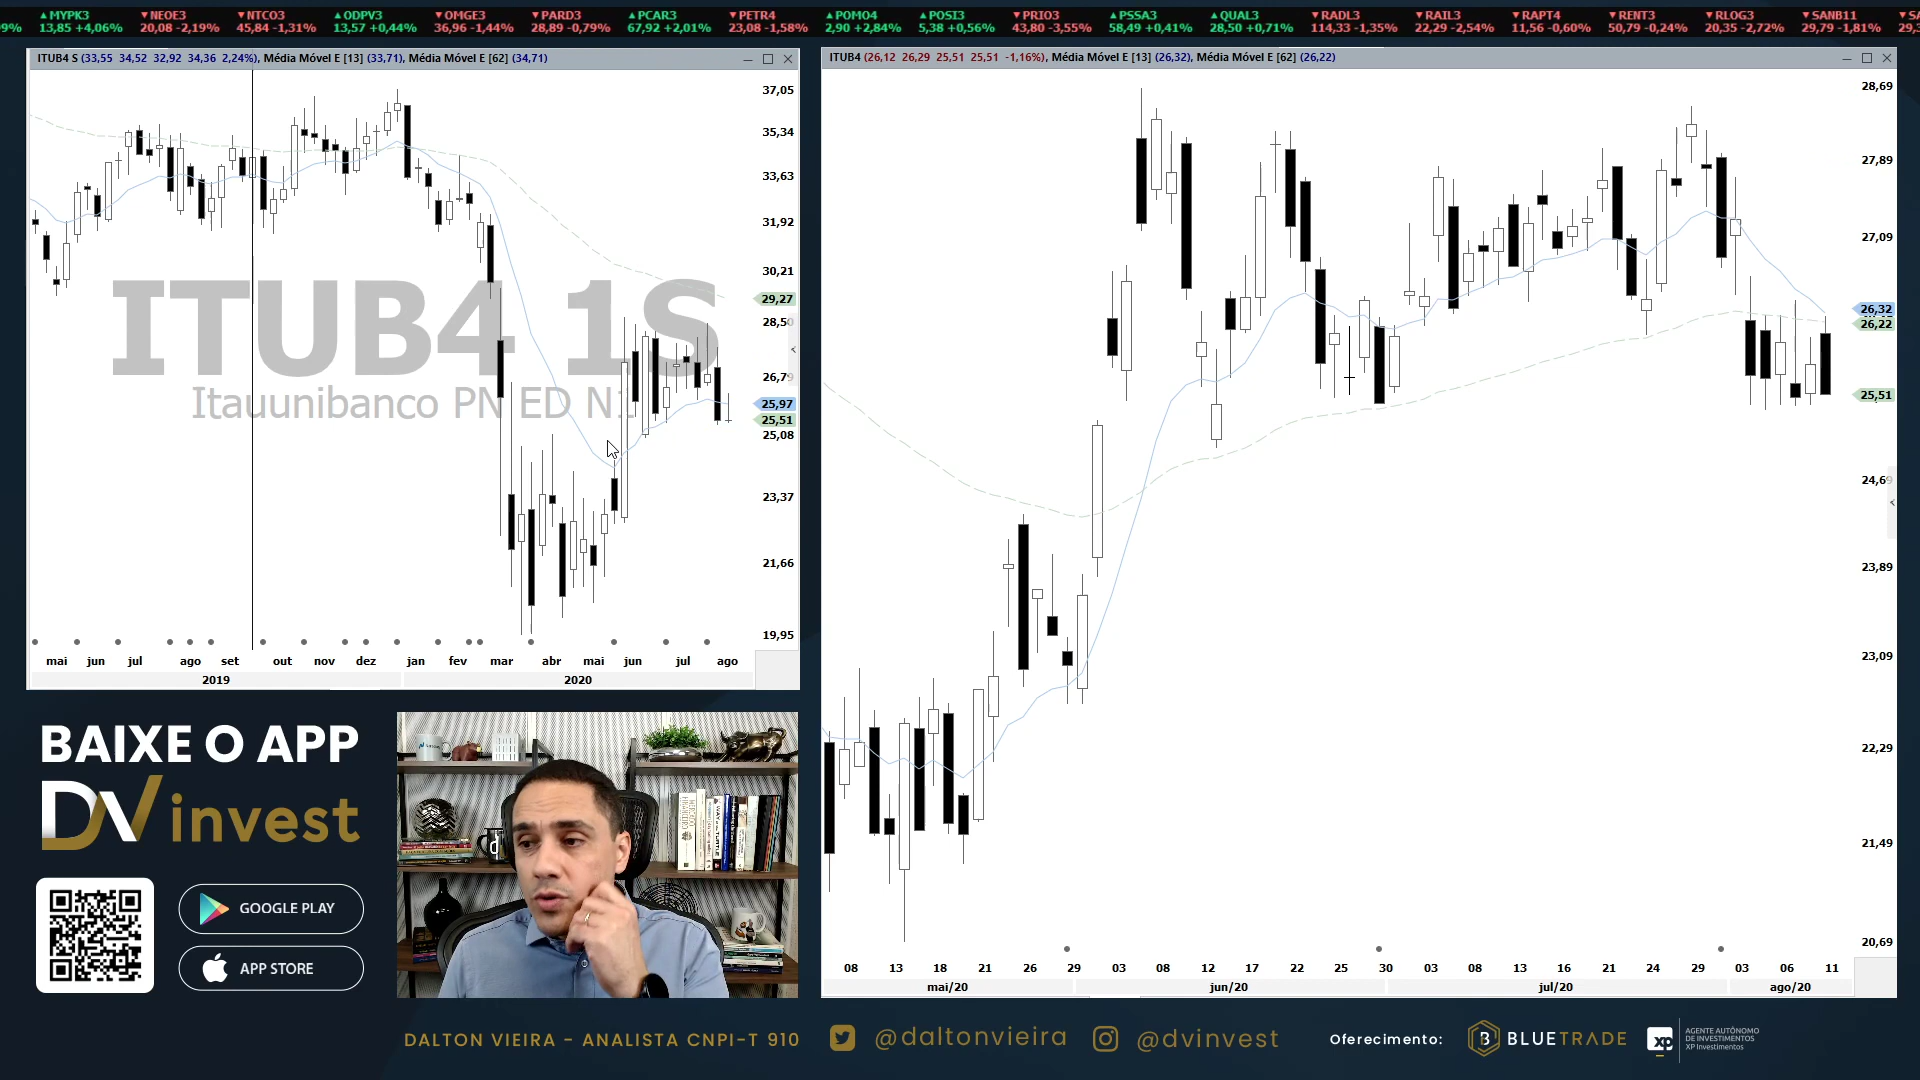 9% ▲MYPK3 ▼NEOE3 ▼NTCO3 ▲ODPV3 ▼OMGE3 ▼PARD3 ▲PCAR3 ▼PETR4 ▲POMO4 ▲POSI3 ▼PRIO3 ▲PSSA3 ▲QUAL3 ▼RADL3 ▼RAIL3 ▼RAPT4 ▼RENT3 ▼RLOG3 ▼SANB11
13,85 +4,06% 20,08 -2,19% 45,84 -1,31% 13,57 +0,44% 36,96 -1,44% 28,89 -0,79% 67,92 +2,01% 23,08 -1,58% 2,90 +2,84% 5,38 +0,56% 43,80 -3,55% 58,49 +0,41% 28,50 +0,71% 114,33 -1,35% 22,29 -2,54% 11,56 -0,60% 50,79 -0,24% 20,35 -2,72% 29,79 -1,81%
ITUB4 S (33,55 34,52 32,92 34,36 2,24%), Média Móvel E [13] (33,71), Média Móvel E [62] (34,71)
37,05
35,34
33,63
31,92
30,21
29,27
28,50
26,79
25,97
25,51
25,08
23,37
21,66
19,95
ITUB4 1S
Itauunibanco PN ED N1
mai jun jul ago set out nov dez jan fev mar abr mai jun jul ago
2019 2020
ITUB4 (26,12 26,29 25,51 25,51 -1,16%), Média Móvel E [13] (26,32), Média Móvel E [62] (26,22)
28,69
27,89
27,09
26,32
26,22
25,51
24,69
23,89
23,09
22,29
21,49
20,69
08 13 18 21 26 29 03 08 12 17 22 25 30 03 08 13 16 21 24 29 03 06 11
mai/20 jun/20 jul/20 ago/20
BAIXE O APP
DV invest
GOOGLE PLAY
APP STORE
DALTON VIEIRA - ANALISTA CNPI-T 910
@daltonvieira
@dvinvest
Oferecimento:
BLUETRADE
xp
AGENTE AUTÔNOMO
DE INVESTIMENTOS
XP Investimentos